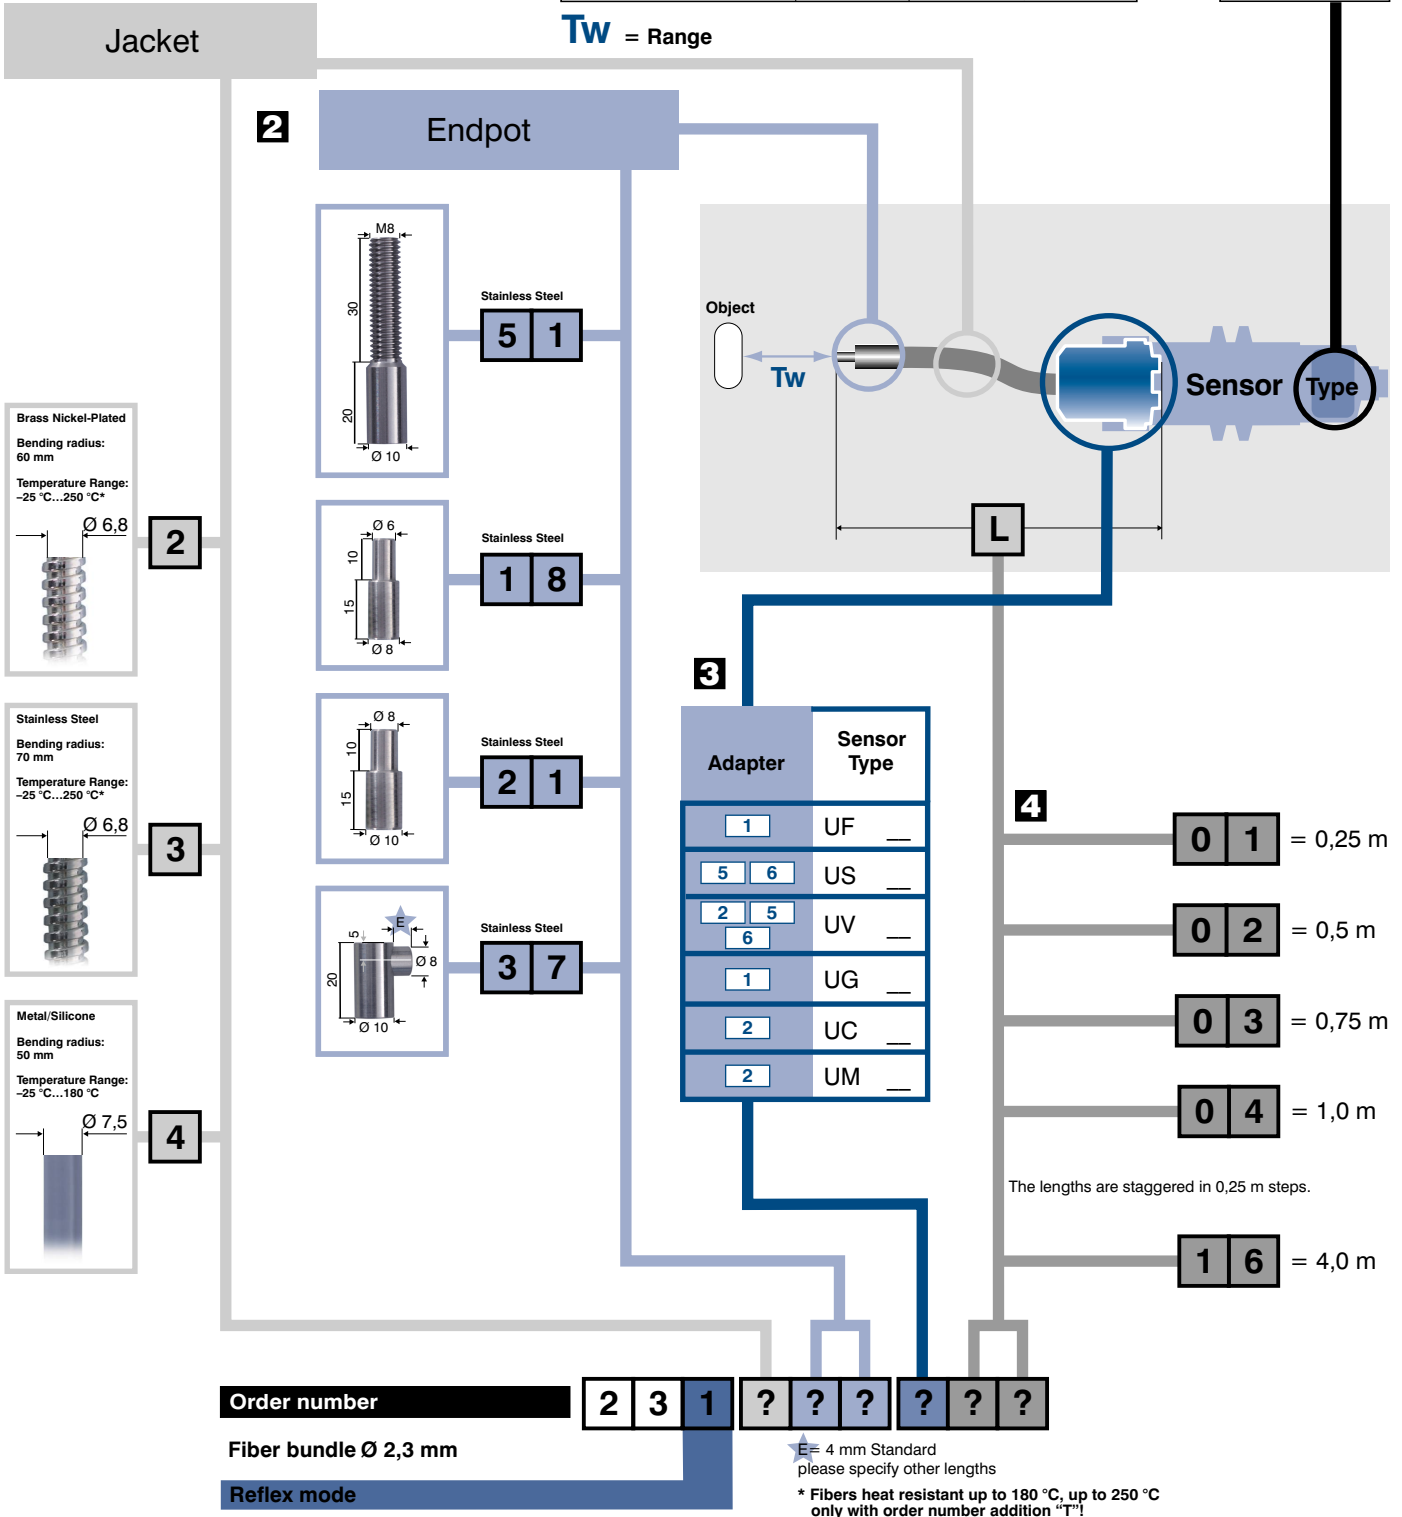 Jacket
Tw = Range
2
Endpot
M8
30
20
Ø 10
Stainless Steel
5 1
Object
Tw
Sensor
Type
L
Brass Nickel-Plated
Bending radius:
60 mm
Temperature Range:
–25 °C...250 °C*
Ø 6,8
2
Ø 6
10
15
Ø 8
Stainless Steel
1 8
Stainless Steel
Bending radius:
70 mm
Temperature Range:
–25 °C...250 °C*
Ø 6,8
3
Ø 8
10
15
Ø 10
Stainless Steel
2 1
E
5
20
Ø 8
Ø 10
Stainless Steel
3 7
Metal/Silicone
Bending radius:
50 mm
Temperature Range:
–25 °C...180 °C
Ø 7,5
4
3
Adapter
Sensor
Type
1 UF __
5 6 US __
2 5
6 UV __
1 UG __
2 UC __
2 UM __
4
0 1 = 0,25 m
0 2 = 0,5 m
0 3 = 0,75 m
0 4 = 1,0 m
The lengths are staggered in 0,25 m steps.
1 6 = 4,0 m
Order number
2 3 1 ? ? ? ? ? ?
Fiber bundle Ø 2,3 mm
Reflex mode
E= 4 mm Standard
please specify other lengths
* Fibers heat resistant up to 180 °C, up to 250 °C
only with order number addition “T”!